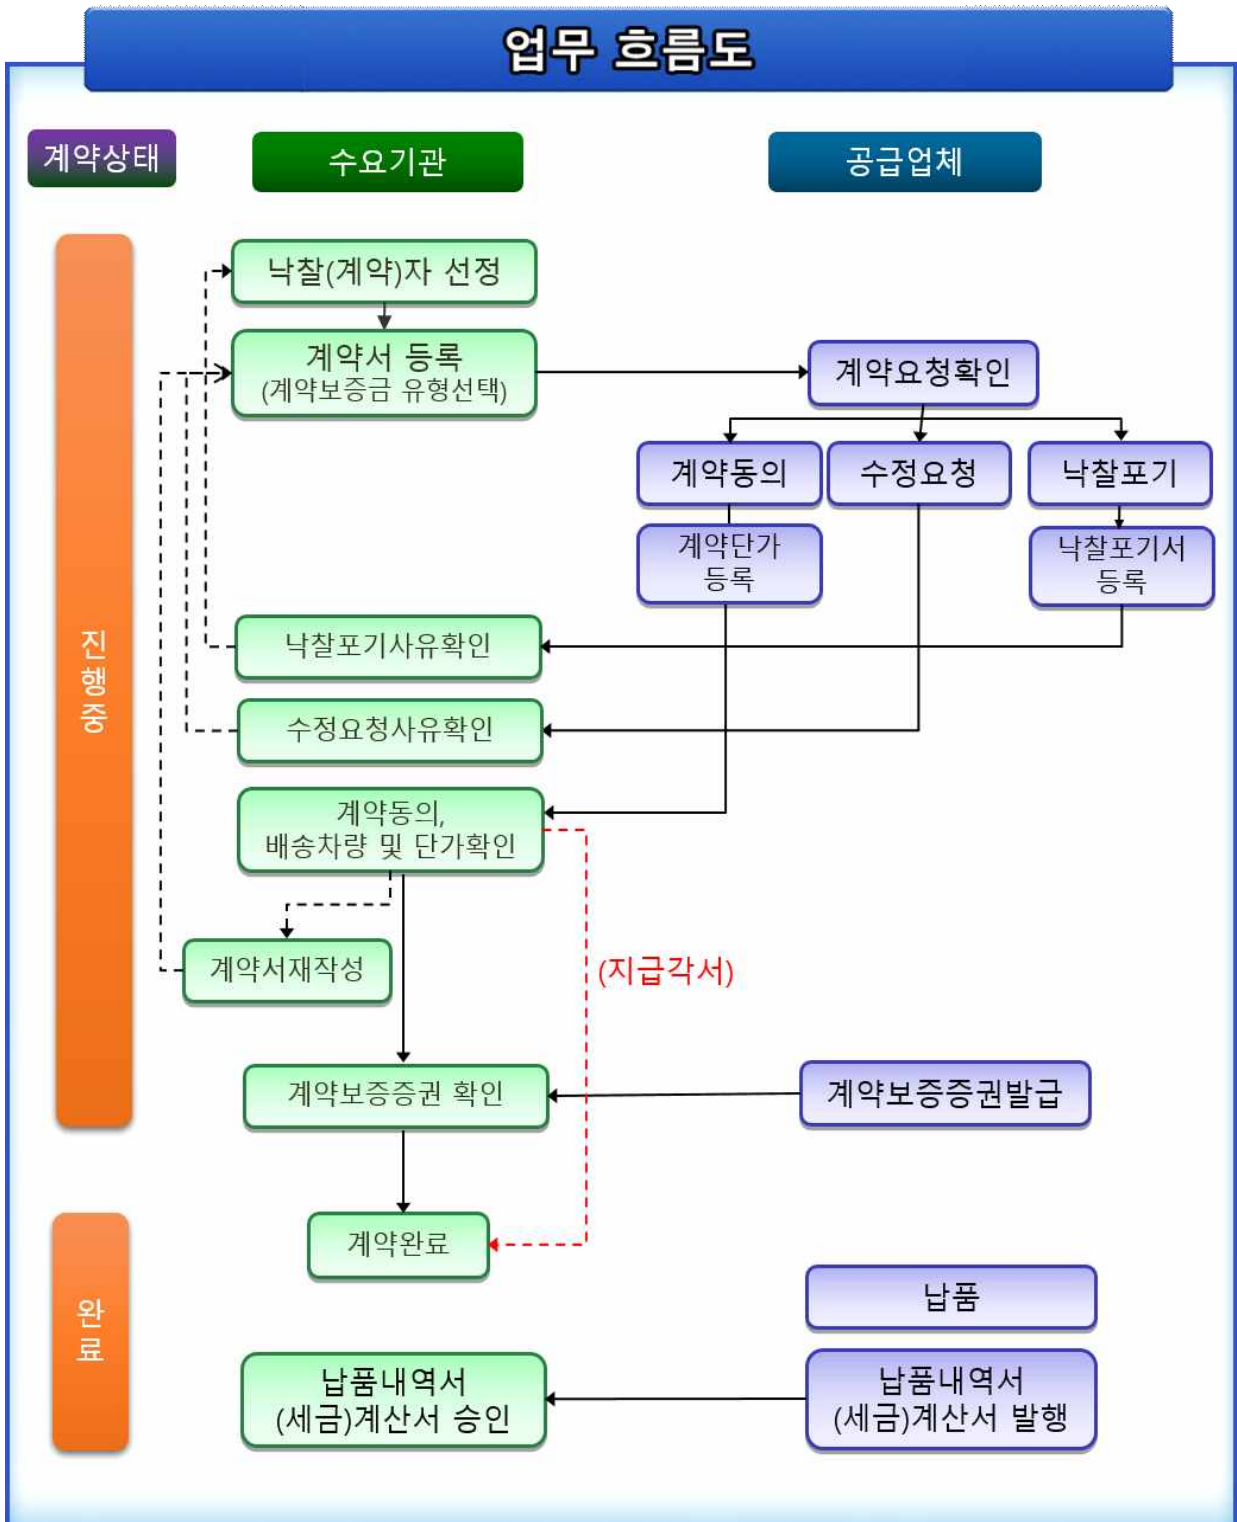 업무 흐름도
계약상태
수요기관
공급업체
낙찰(계약)자 선정
계약서 등록
(계약보증금 유형선택)
계약요청확인
계약동의
수정요청
낙찰포기
계약단가
등록
낙찰포기서
등록
낙찰포기사유확인
수정요청사유확인
계약동의,
배송차량 및 단가확인
진
행
중
계약서재작성
(지급각서)
계약보증증권 확인
계약보증증권발급
계약완료
납품
완
료
납품내역서
(세금)계산서 승인
납품내역서
(세금)계산서 발행